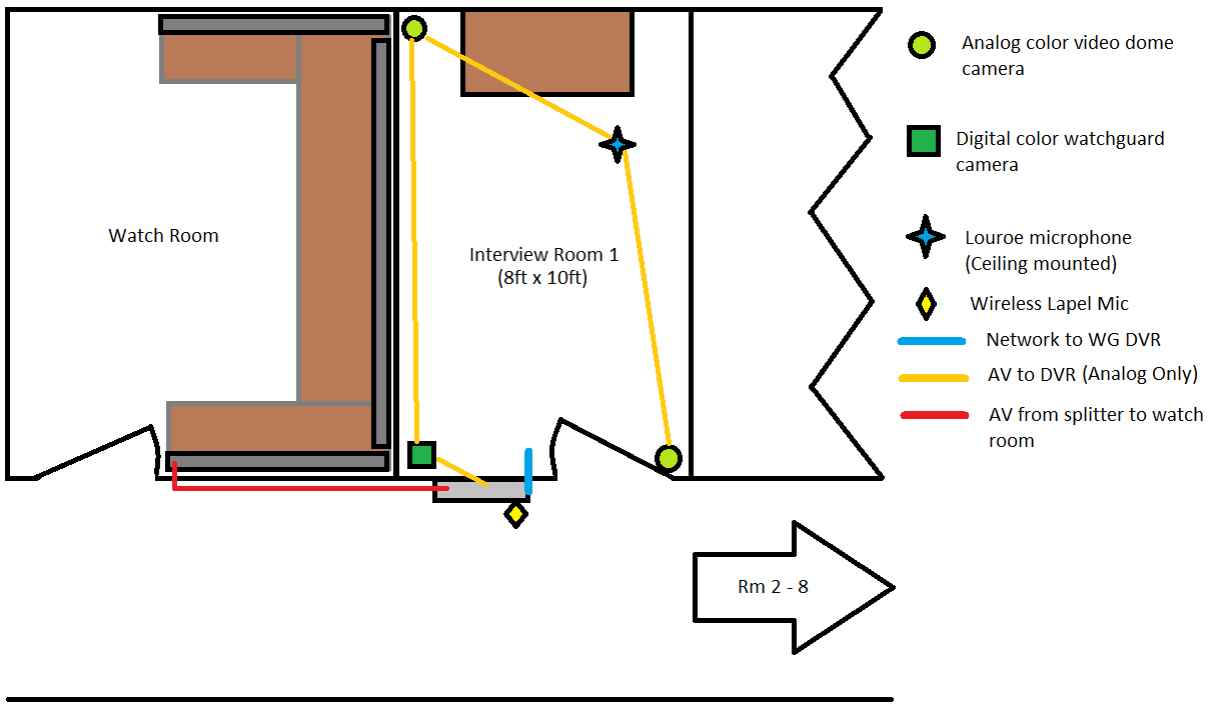 Watch Room
Interview Room 1
(8ft x 10ft)
Rm 2 - 8
Analog color video dome
camera
Digital color watchguard
camera
Louroe microphone
(Ceiling mounted)
Wireless Lapel Mic
Network to WG DVR
AV to DVR (Analog Only)
AV from splitter to watch
room